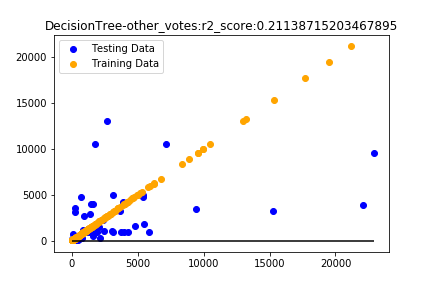 DecisionTree-other_votes:r2_score:0.21138715203467895
Testing Data
Training Data
20000
15000
10000
5000
0
0 5000 10000 15000 20000